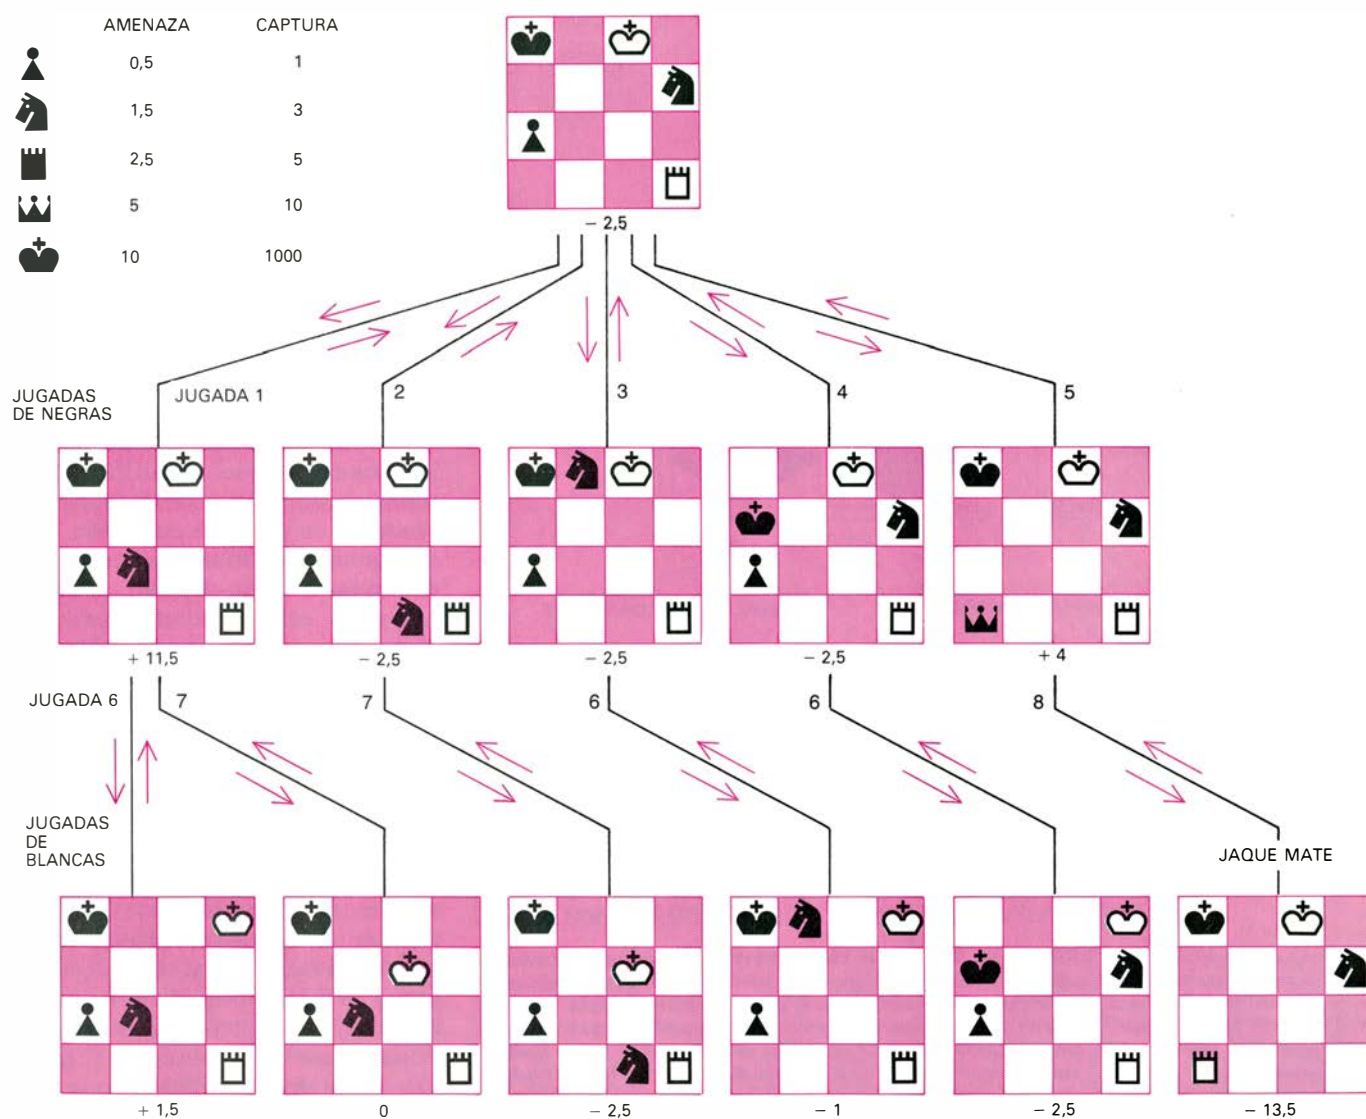 AMENAZA CAPTURA
0,5 1
1,5 3
2,5 5
5 10
10 1000
− 2,5
JUGADAS
DE NEGRAS
JUGADA 1 2 3 4 5
+ 11,5 − 2,5 − 2,5 − 2,5 + 4
JUGADA 6 7 7 6 6 8
JUGADAS
DE
BLANCAS
JAQUE MATE
+ 1,5 0 − 2,5 − 1 − 2,5 − 13,5